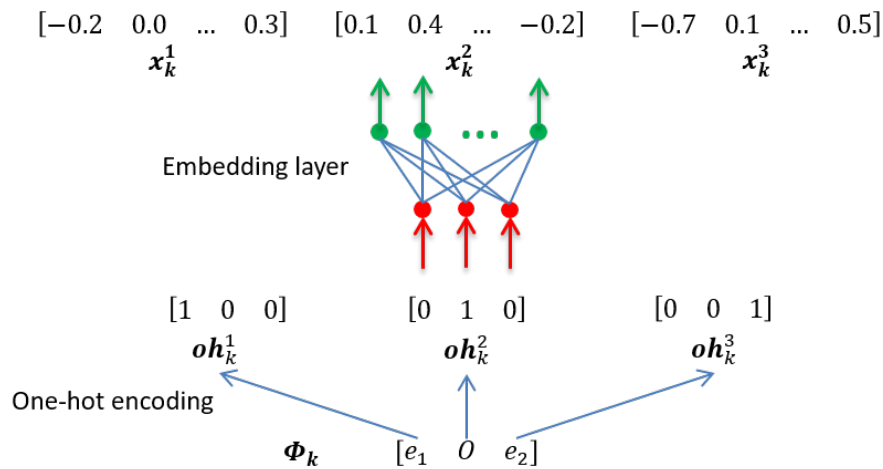 [−0.2 0.0 … 0.3] [0.1 0.4 … −0.2] [−0.7 0.1 … 0.5]
x_k^1 x_k^2 x_k^3
Embedding layer
[1 0 0] [0 1 0] [0 0 1]
oh_k^1 oh_k^2 oh_k^3
One-hot encoding
Φ_k [e_1 O e_2]